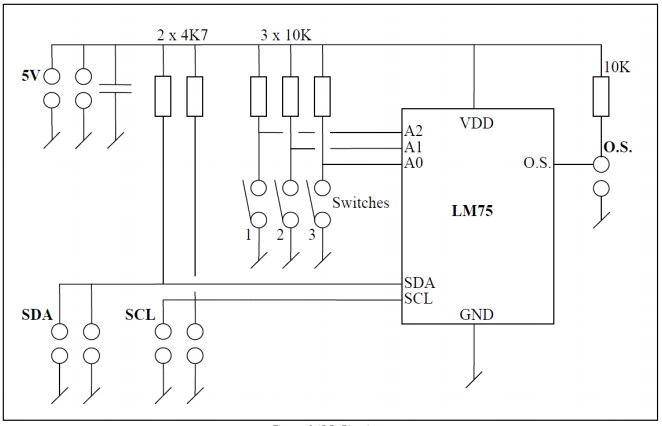 2 x 4K7
3 x 10K
5V
10K
VDD
A2
A1
A0
O.S.
O.S.
Switches
LM75
1
2
3
SDA
SCL
SDA
SCL
GND